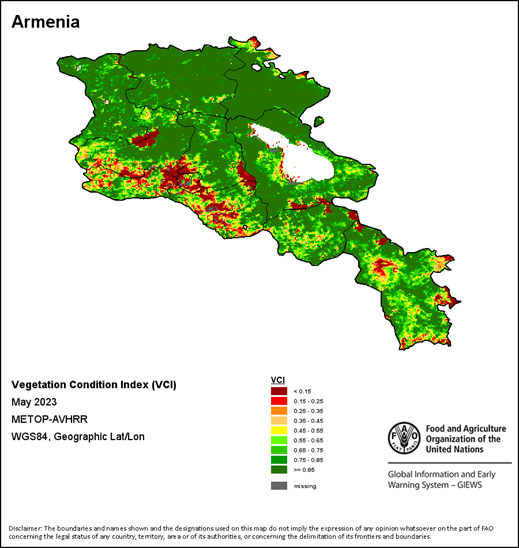 Armenia
Vegetation Condition Index (VCI)
May 2023
METOP-AVHRR
WGS84, Geographic Lat/Lon
VCI
< 0.15
0.15 - 0.25
0.25 - 0.35
0.35 - 0.45
0.45 - 0.55
0.55 - 0.65
0.65 - 0.75
0.75 - 0.85
>= 0.85
missing
Food and Agriculture
Organization of the
United Nations
Global Information and Early
Warning System – GIEWS
Disclaimer: The boundaries and names shown and the designations used on this map do not imply the expression of any opinion whatsoever on the part of FAO
concerning the legal status of any country, territory, area or of its authorities, or concerning the delimitation of its frontiers and boundaries.